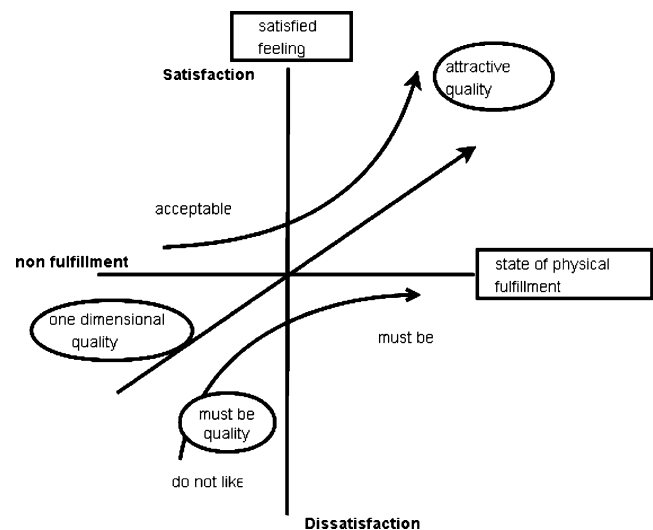 satisfied
feeling
Satisfaction
attractive
quality
acceptable
non fulfillment
state of physical
fulfillment
one dimensional
quality
must be
must be
quality
do not like
Dissatisfaction